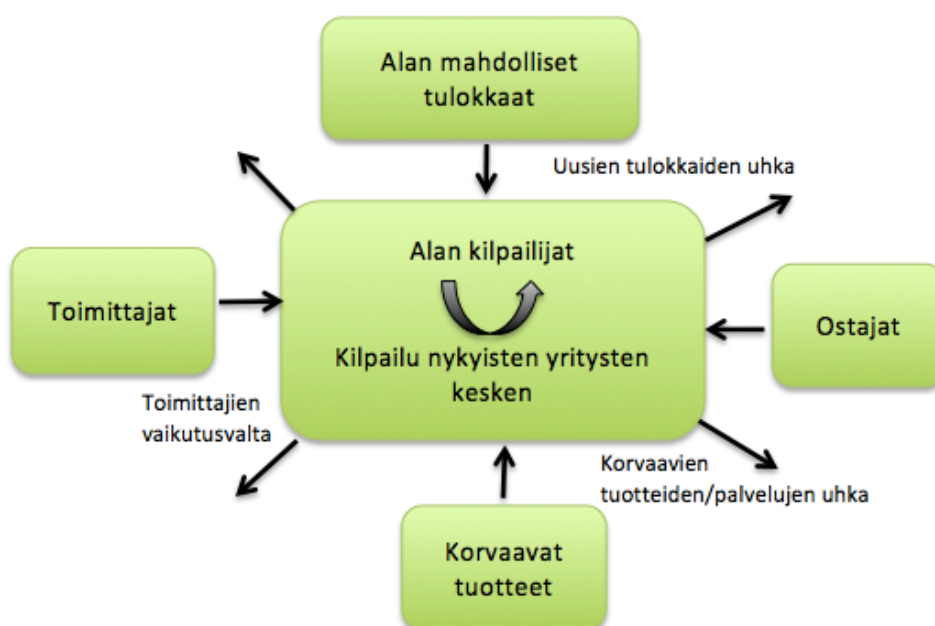 Alan mahdolliset
tulokkaat
Uusien tulokkaiden uhka
Alan kilpailijat
Toimittajat
Ostajat
Kilpailu nykyisten yritysten
kesken
Toimittajien
vaikutusvalta
Korvaavien
tuotteiden/palvelujen uhka
Korvaavat
tuotteet